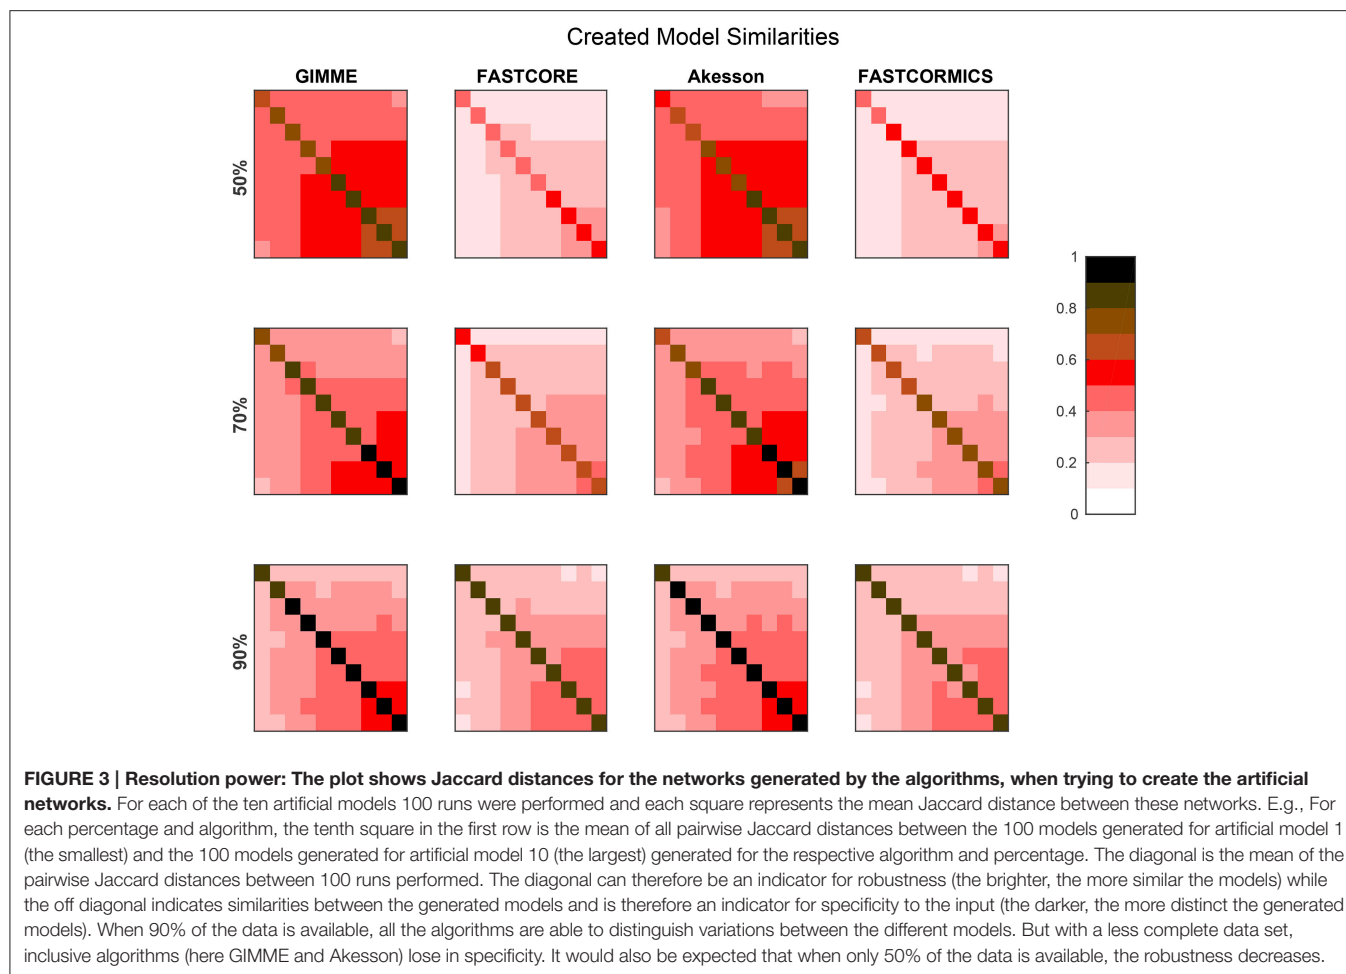 Created Model Similarities
GIMME FASTCORE Akesson FASTCORMICS
50%
70%
90%
1
0.8
0.6
0.4
0.2
0
FIGURE 3 | Resolution power: The plot shows Jaccard distances for the networks generated by the algorithms, when trying to create the artificial
networks. For each of the ten artificial models 100 runs were performed and each square represents the mean Jaccard distance between these networks. E.g., For
each percentage and algorithm, the tenth square in the first row is the mean of all pairwise Jaccard distances between the 100 models generated for artificial model 1
(the smallest) and the 100 models generated for artificial model 10 (the largest) generated for the respective algorithm and percentage. The diagonal is the mean of the
pairwise Jaccard distances between 100 runs performed. The diagonal can therefore be an indicator for robustness (the brighter, the more similar the models) while
the off diagonal indicates similarities between the generated models and is therefore an indicator for specificity to the input (the darker, the more distinct the generated
models). When 90% of the data is available, all the algorithms are able to distinguish variations between the different models. But with a less complete data set,
inclusive algorithms (here GIMME and Akesson) lose in specificity. It would also be expected that when only 50% of the data is available, the robustness decreases.